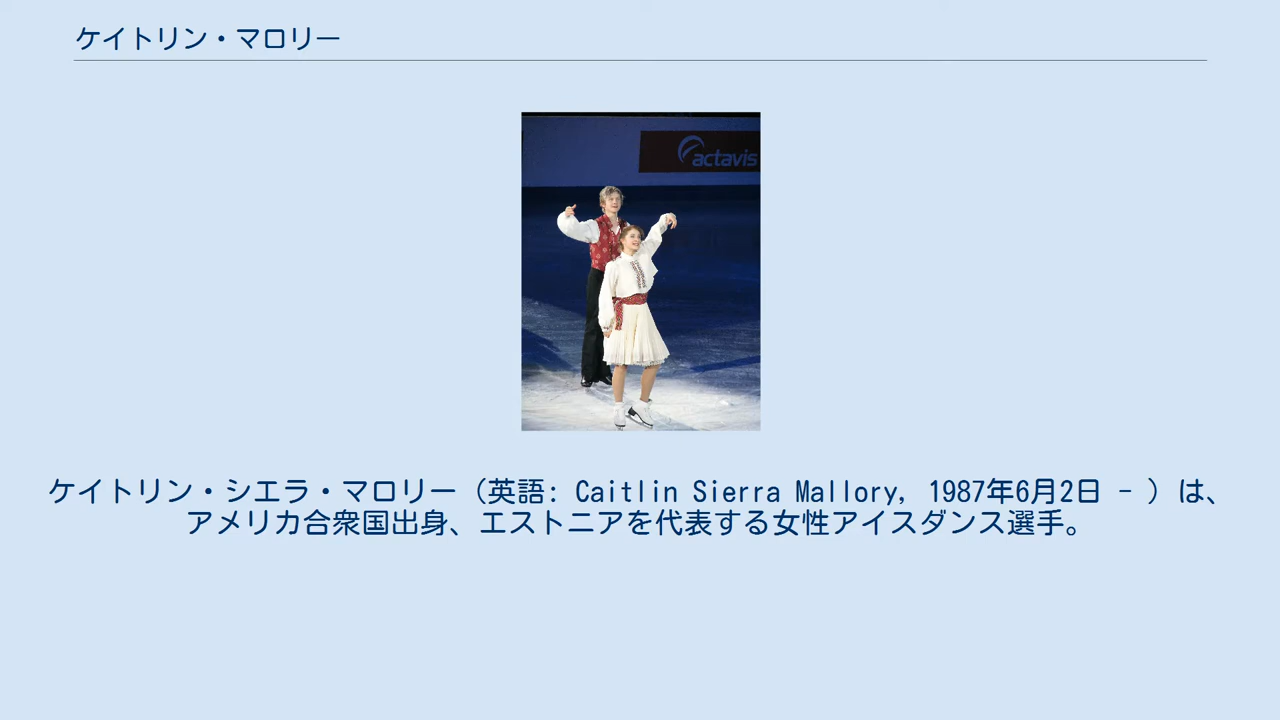 ケイトリン・マロリー
actavis
ケイトリン・シエラ・マロリー（英語: Caitlin Sierra Mallory, 1987年6月2日 - ）は、
アメリカ合衆国出身、エストニアを代表する女性アイスダンス選手。